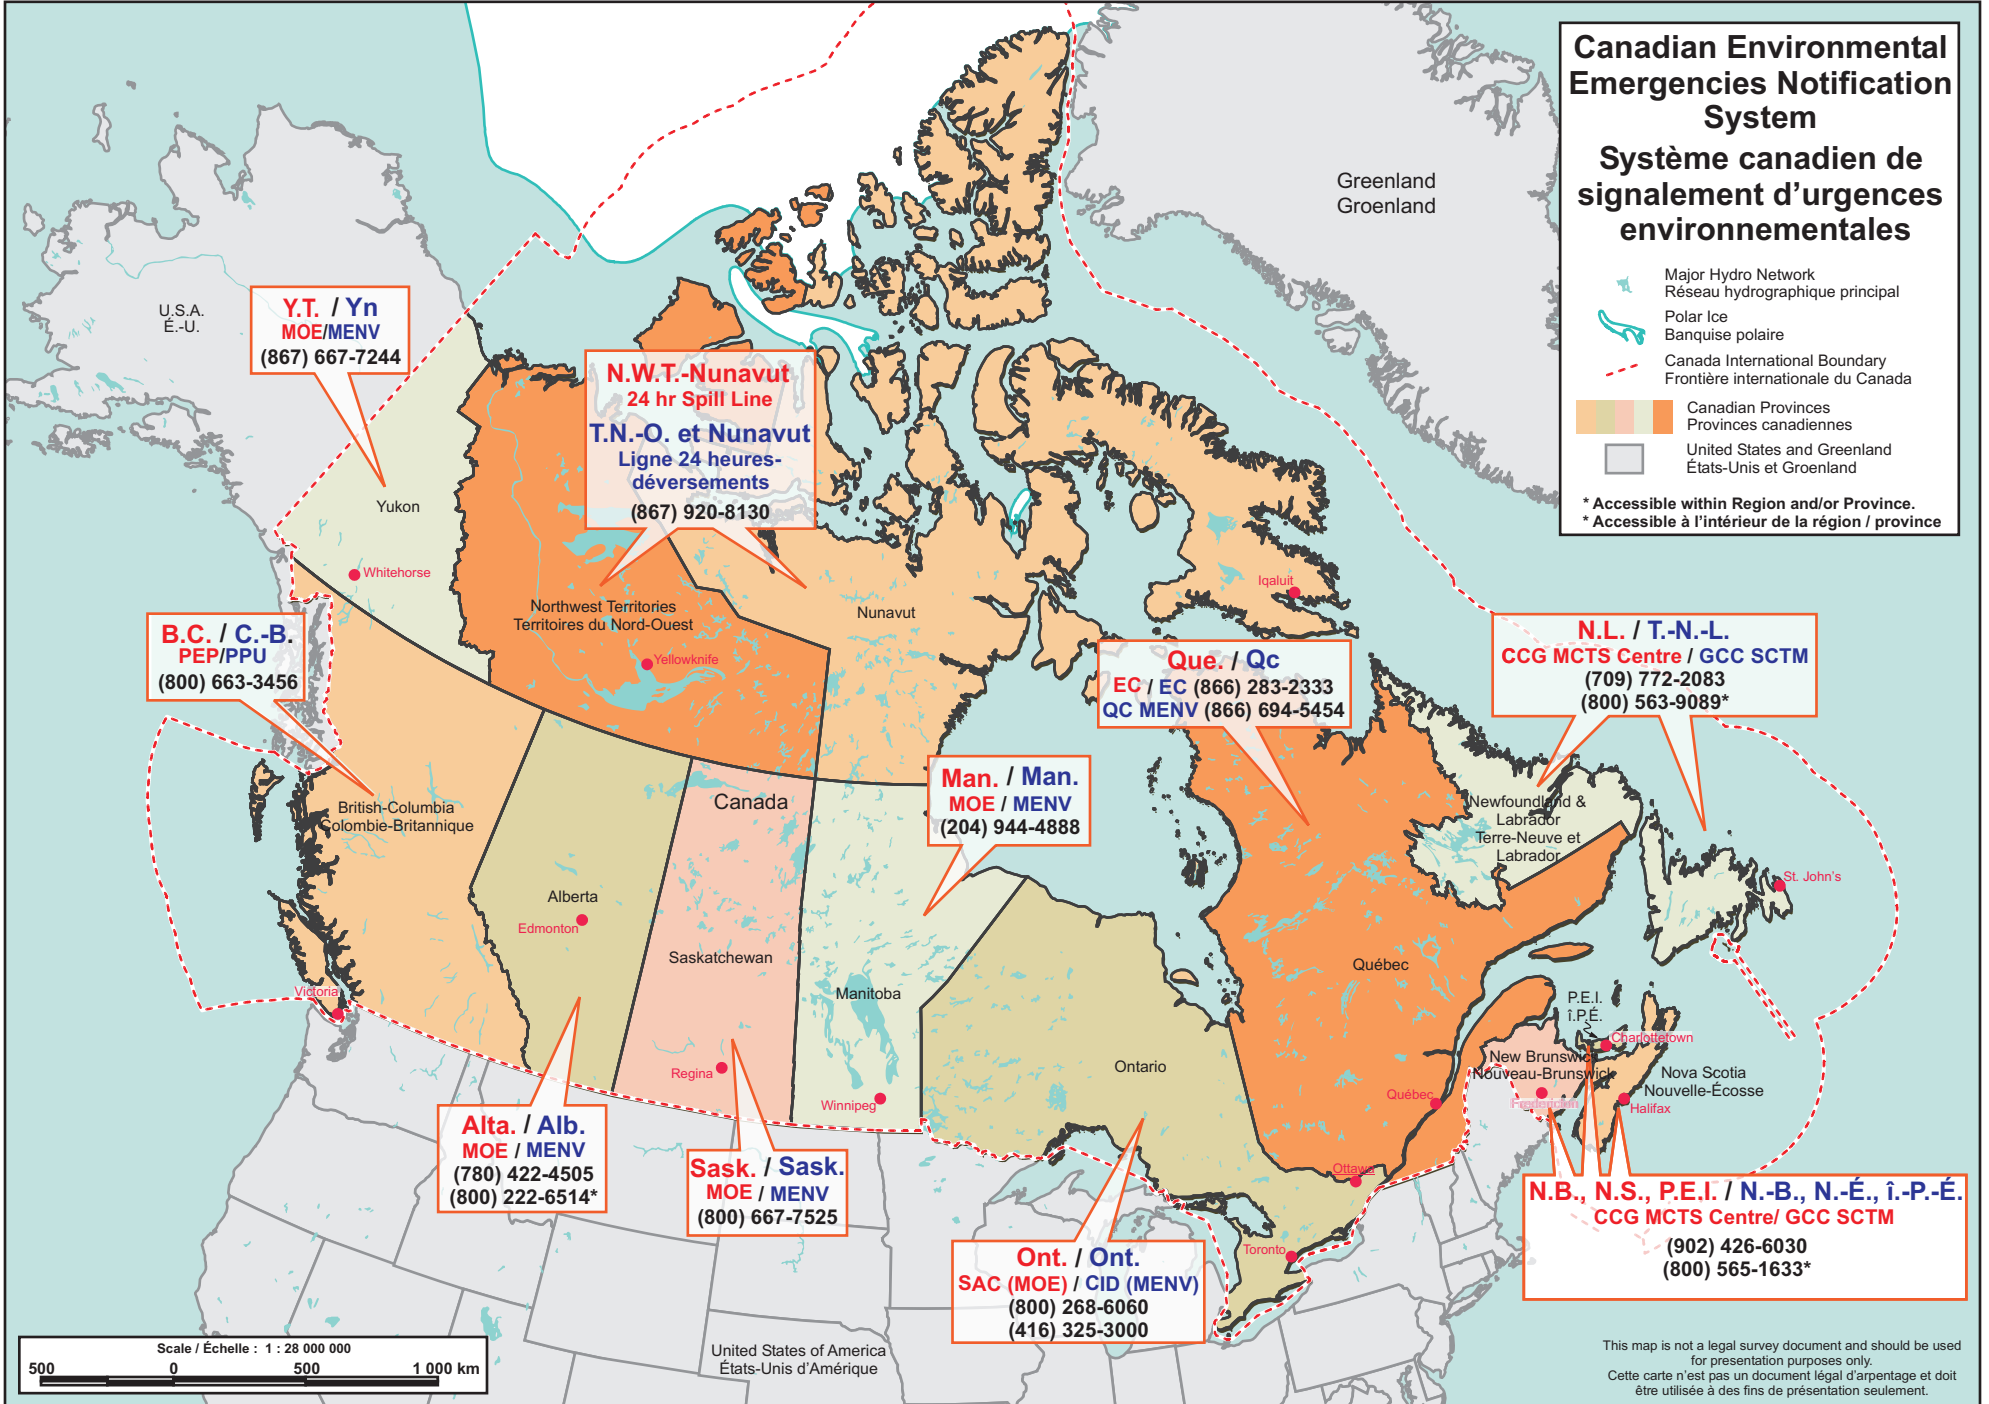 Canadian Environmental
Emergencies Notification
System
Système canadien de
signalement d'urgences
environnementales
Major Hydro Network
Réseau hydrographique principal
Polar Ice
Banquise polaire
Canada International Boundary
Frontière internationale du Canada
Canadian Provinces
Provinces canadiennes
United States and Greenland
États-Unis et Groenland
* Accessible within Region and/or Province.
* Accessible à l'intérieur de la région / province
Greenland
Groenland
U.S.A.
É.-U.
Y.T. / Yn
MOE/MENV
(867) 667-7244
N.W.T.-Nunavut
24 hr Spill Line
T.N.-O. et Nunavut
Ligne 24 heures-
déversements
(867) 920-8130
Yukon
Whitehorse
Northwest Territories
Territoires du Nord-Ouest
Yellowknife
Nunavut
Iqaluit
B.C. / C.-B.
PEP/PPU
(800) 663-3456
Que. / Qc
EC / EC (866) 283-2333
QC MENV (866) 694-5454
N.L. / T.-N.-L.
CCG MCTS Centre / GCC SCTM
(709) 772-2083
(800) 563-9089*
Man. / Man.
MOE / MENV
(204) 944-4888
British-Columbia
Colombie-Britannique
Canada
Newfoundland &
Labrador
Terre-Neuve et
Labrador
St. John's
Alberta
Edmonton
Saskatchewan
Manitoba
Québec
Victoria
Regina
Winnipeg
Ontario
P.E.I.
î.P.É.
Charlottetown
New Brunswick
Nouveau-Brunswick
Nova Scotia
Nouvelle-Écosse
Québec
Fredericton
Halifax
Ottawa
Toronto
Alta. / Alb.
MOE / MENV
(780) 422-4505
(800) 222-6514*
Sask. / Sask.
MOE / MENV
(800) 667-7525
Ont. / Ont.
SAC (MOE) / CID (MENV)
(800) 268-6060
(416) 325-3000
N.B., N.S., P.E.I. / N.-B., N.-É., î.-P.-É.
CCG MCTS Centre/ GCC SCTM
(902) 426-6030
(800) 565-1633*
United States of America
États-Unis d'Amérique
Scale / Échelle : 1 : 28 000 000
500 0 500 1 000 km
This map is not a legal survey document and should be used
for presentation purposes only.
Cette carte n'est pas un document légal d'arpentage et doit
être utilisée à des fins de présentation seulement.